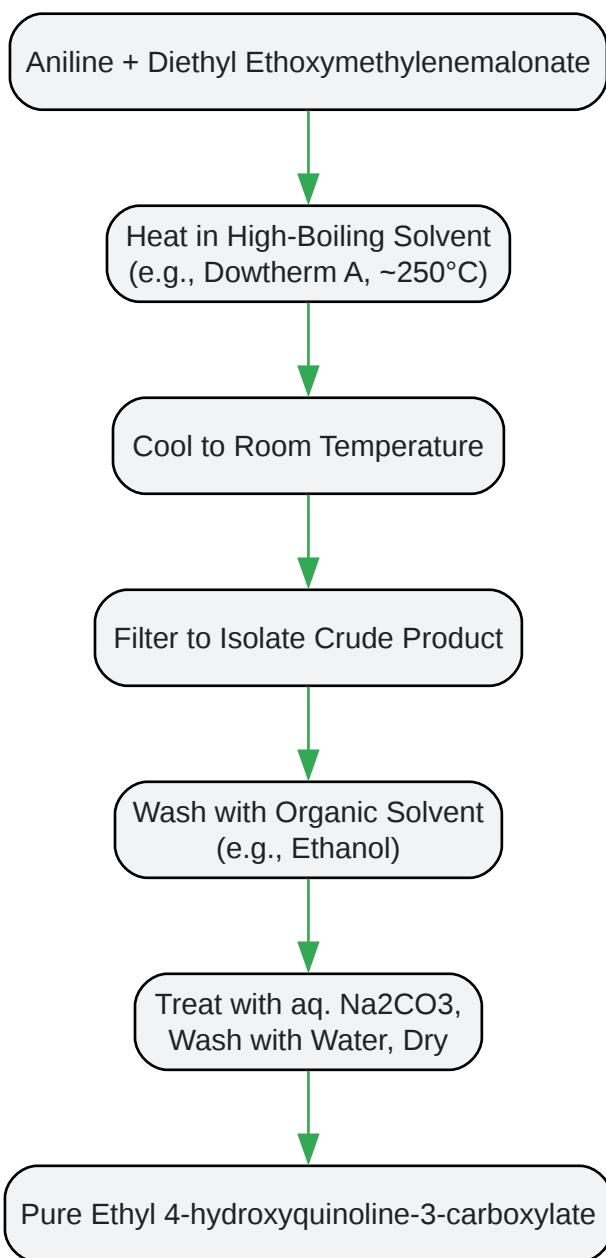 Aniline + Diethyl Ethoxymethylenemalonate
Heat in High-Boiling Solvent
(e.g., Dowtherm A, ~250°C)
Cool to Room Temperature
Filter to Isolate Crude Product
Wash with Organic Solvent
(e.g., Ethanol)
Treat with aq. Na2CO3,
Wash with Water, Dry
Pure Ethyl 4-hydroxyquinoline-3-carboxylate